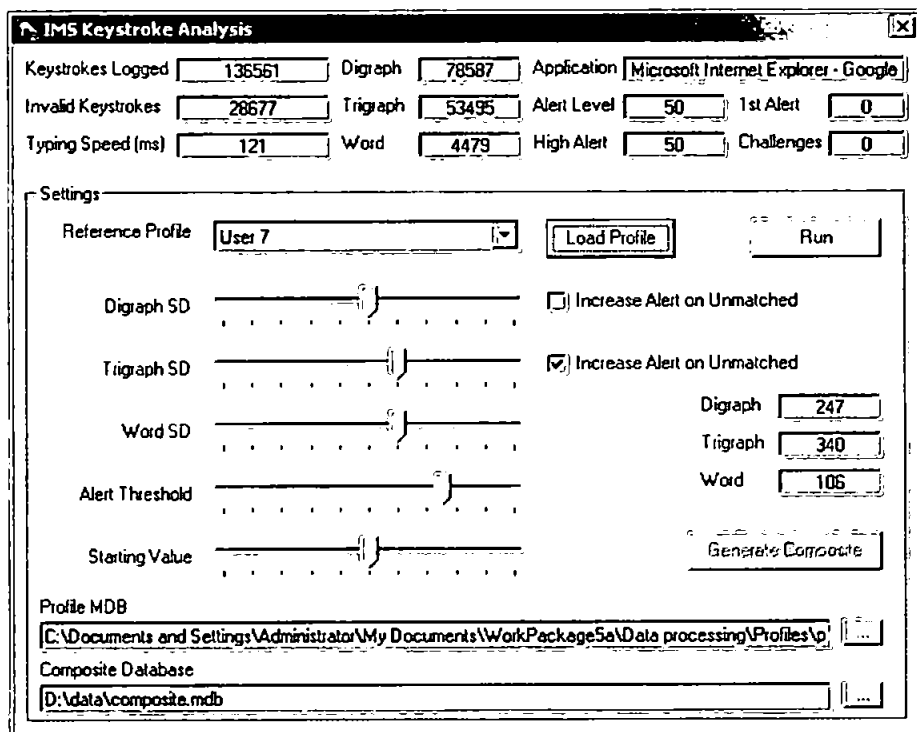 IMS Keystroke Analysis
Keystrokes Logged 136561 Digraph 78587 Application Microsoft Internet Explorer - Google
Invalid Keystrokes 28677 Trigraph 53495 Alert Level 50 1st Alert 0
Typing Speed (ms) 121 Word 4479 High Alert 50 Challenges 0
Settings
Reference Profile User 7 Load Profile Run
Digraph SD Increase Alert on Unmatched
Trigraph SD Increase Alert on Unmatched
Digraph 247
Word SD
Trigraph 340
Word 106
Alert Threshold
Starting Value Generate Composite
Profile MDB
C:\Documents and Settings\Administrator\My Documents\WorkPackage5a\Data processing\Profiles\p ...
Composite Database
D:\data\composite.mdb ...